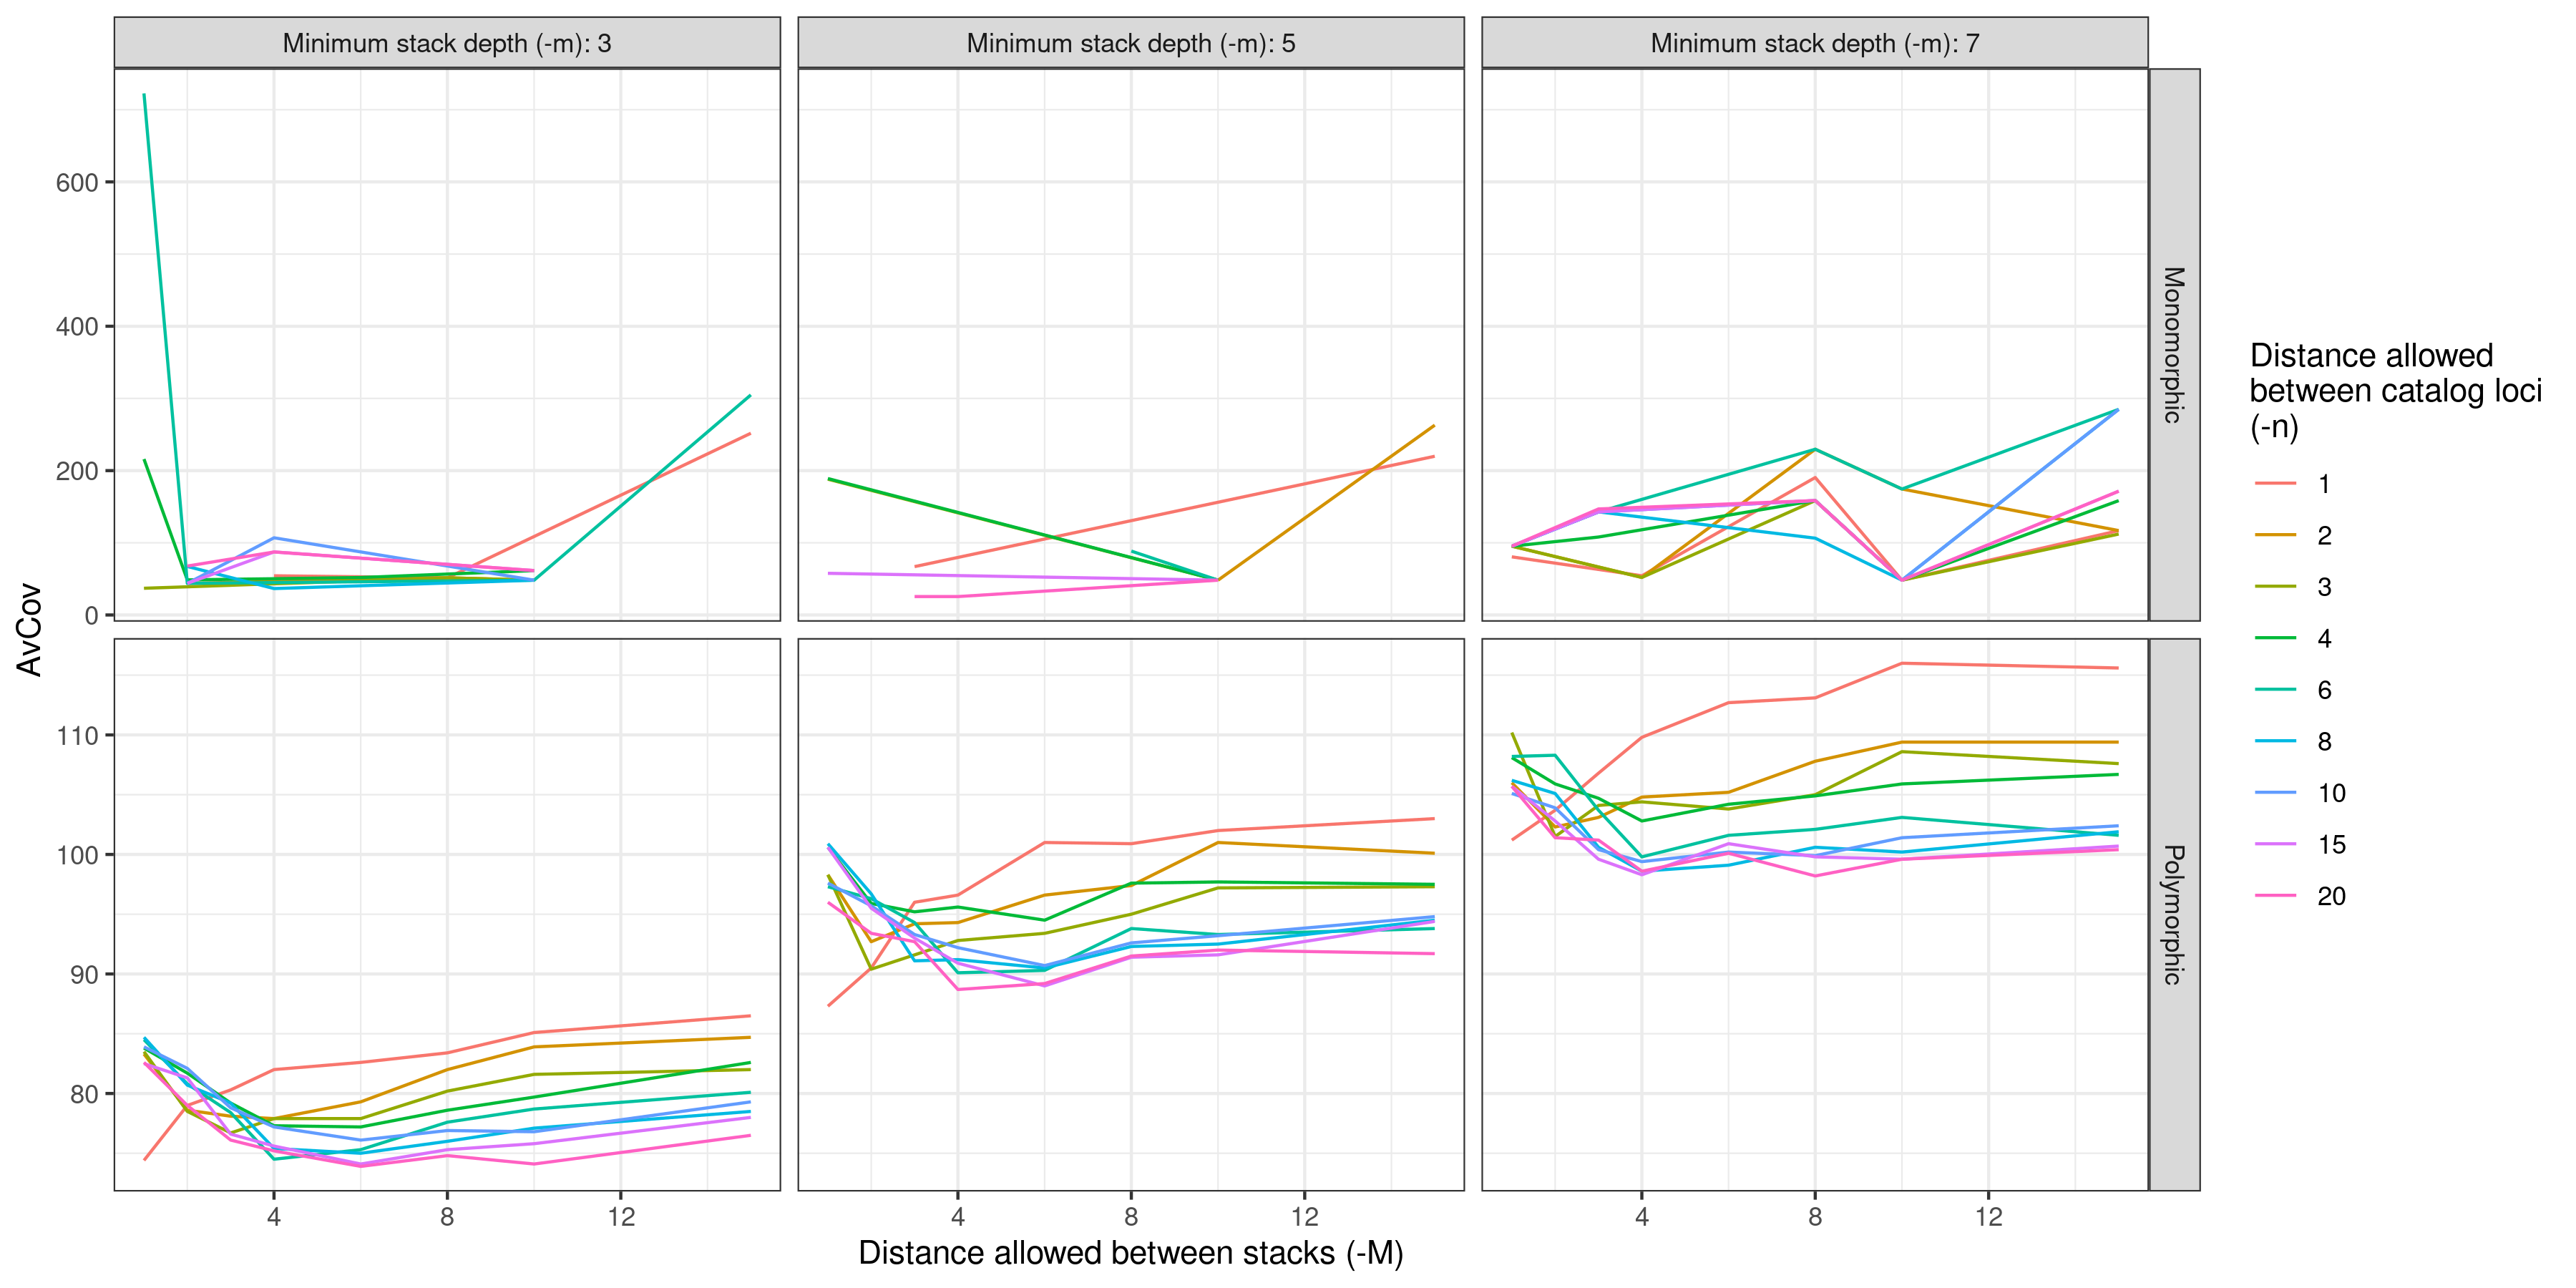 Minimum stack depth (-m): 3
Minimum stack depth (-m): 5
Minimum stack depth (-m): 7
AvCov
600
400
200
0
Monomorphic
110
100
90
80
Polymorphic
4
8
12
4
8
12
4
8
12
Distance allowed between stacks (-M)
Distance allowed
between catalog loci
(-n)
1
2
3
4
6
8
10
15
20